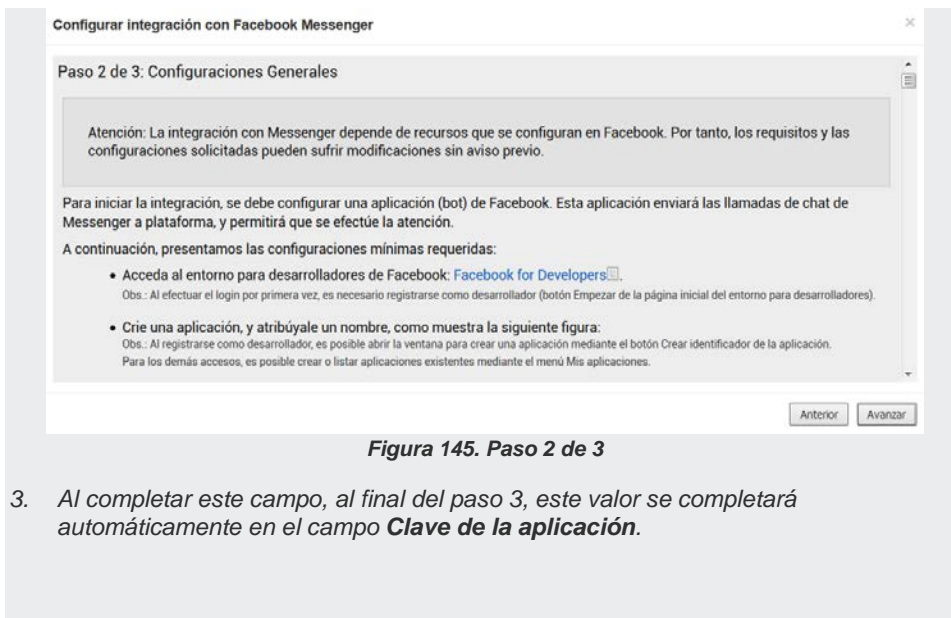 Configurar integración con Facebook Messenger
×
Paso 2 de 3: Configuraciones Generales
Atención: La integración con Messenger depende de recursos que se configuran en Facebook. Por tanto, los requisitos y las
configuraciones solicitadas pueden sufrir modificaciones sin aviso previo.
Para iniciar la integración, se debe configurar una aplicación (bot) de Facebook. Esta aplicación enviará las llamadas de chat de
Messenger a plataforma, y permitirá que se efectúe la atención.
A continuación, presentamos las configuraciones mínimas requeridas:
• Acceda al entorno para desarrolladores de Facebook: Facebook for Developers.
Obs.: Al efectuar el login por primera vez, es necesario registrarse como desarrollador (botón Empezar de la página inicial del entorno para desarrolladores).
• Crie una aplicación, y atribúyale un nombre, como muestra la siguiente figura:
Obs.: Al registrarse como desarrollador, es posible abrir la ventana para crear una aplicación mediante el botón Crear identificador de la aplicación.
Para los demás accesos, es posible crear o listar aplicaciones existentes mediante el menú Mis aplicaciones.
Anterior Avanzar
Figura 145. Paso 2 de 3
3. Al completar este campo, al final del paso 3, este valor se completará
automáticamente en el campo Clave de la aplicación.